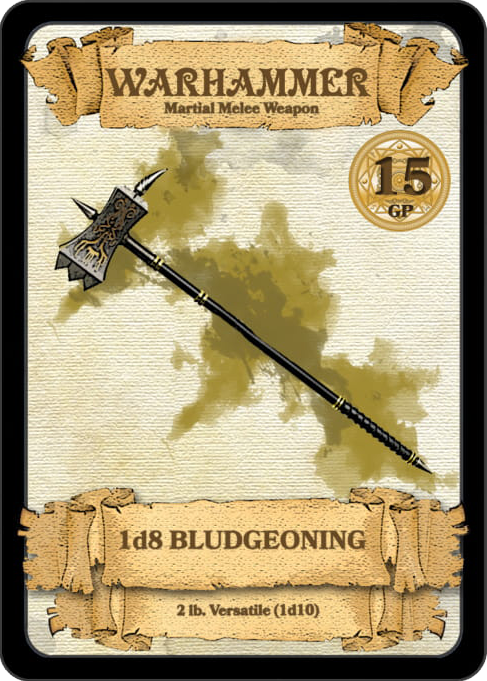 WARHAMMER
Martial Melee Weapon
15
GP
1d8 BLUDGEONING
2 lb. Versatile (1d10)